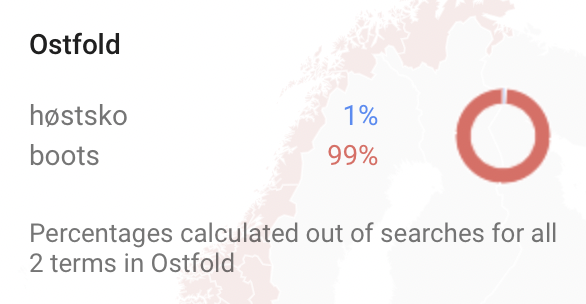 Ostfold
høstsko 1%
boots 99%
Percentages calculated out of searches for all
2 terms in Ostfold